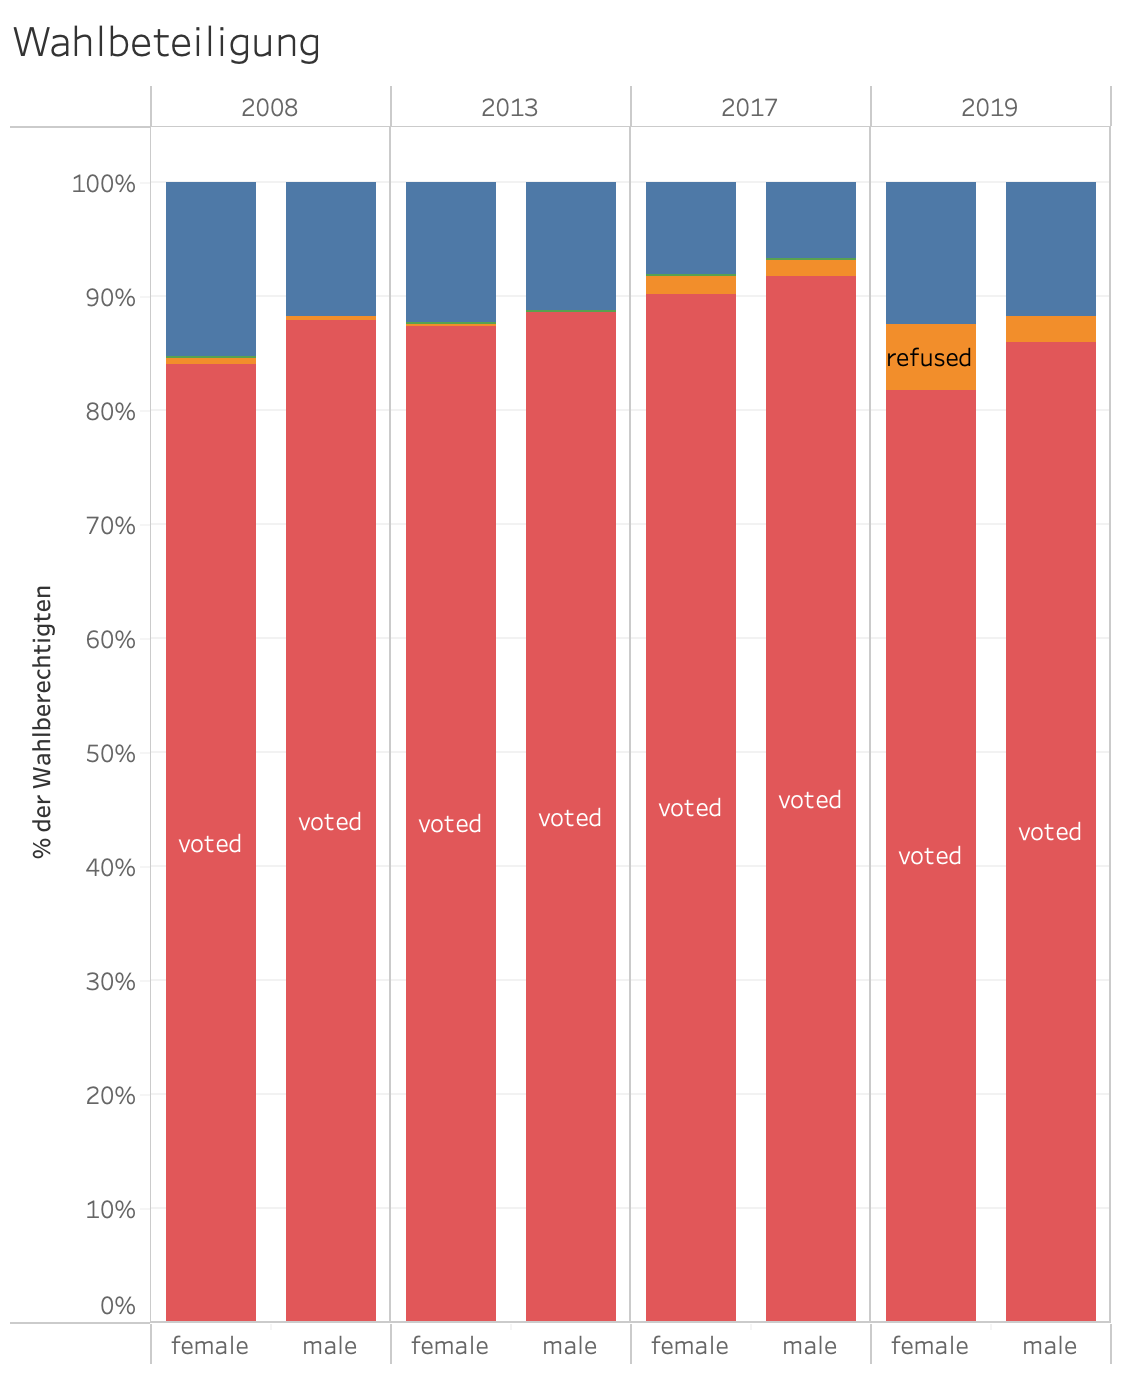 Wahlbeteiligung
2008 2013 2017 2019
100%
90%
80%
refused
70%
60%
50%
% der Wahlberechtigten
voted voted voted voted voted voted voted voted
40%
30%
20%
10%
0%
female male female male female male female male